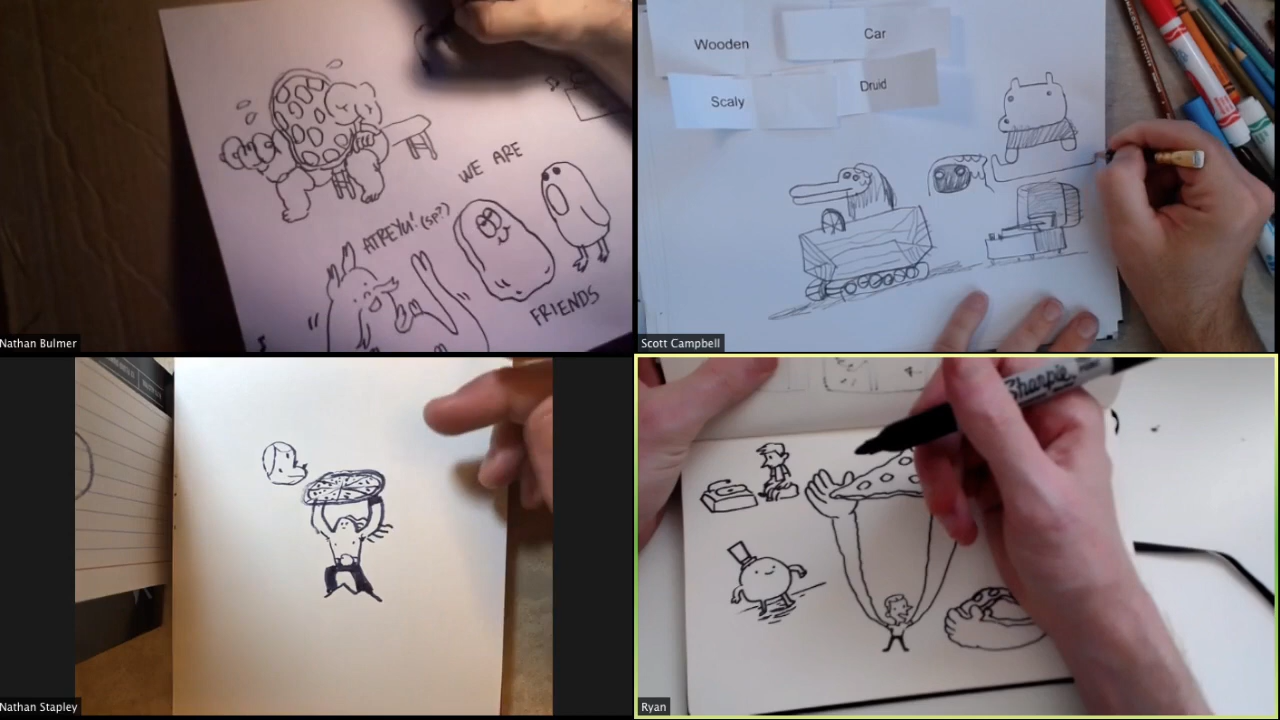 WE ARE
ATREYU! (SP?)
FRIENDS
Nathan Bulmer
Wooden
Car
Scaly
Druid
Scott Campbell
Nathan Stapley
Sharpie
Ryan